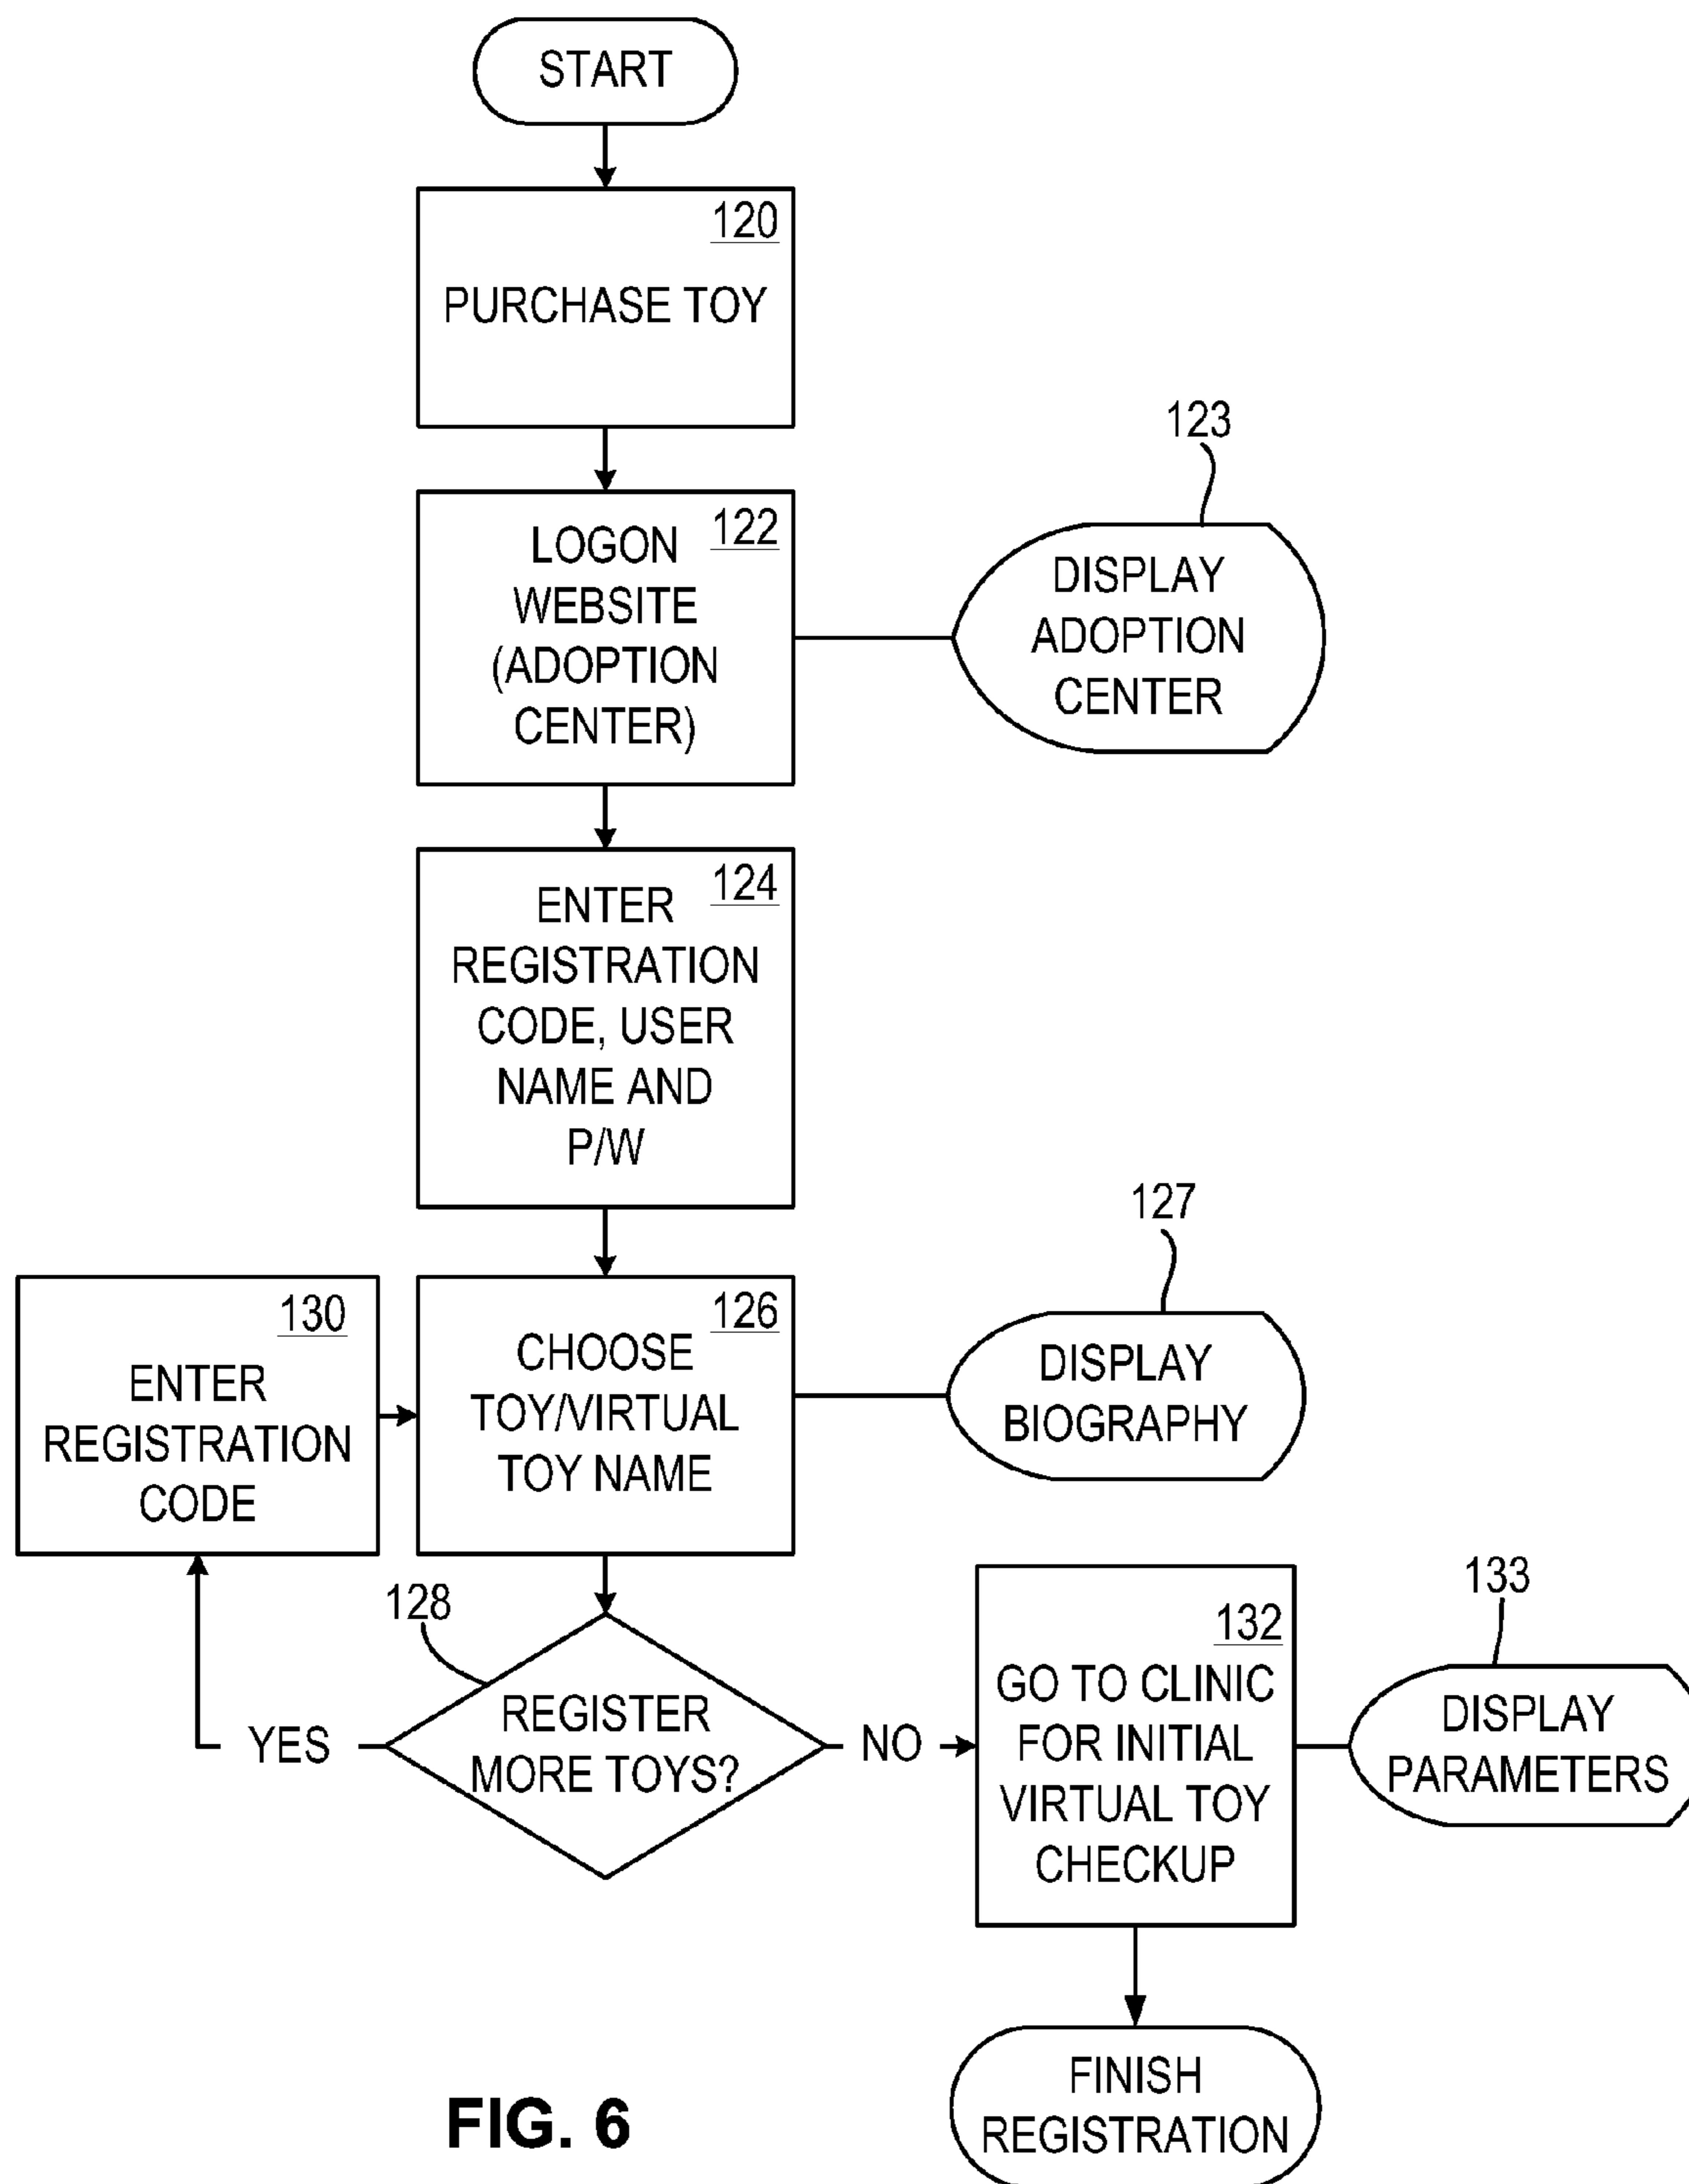 START
120
PURCHASE TOY
123
122
LOGON
WEBSITE
(ADOPTION
CENTER)
DISPLAY
ADOPTION
CENTER
124
ENTER
REGISTRATION
CODE, USER
NAME AND
P/W
127
130
ENTER
REGISTRATION
CODE
126
CHOOSE
TOY/VIRTUAL
TOY NAME
DISPLAY
BIOGRAPHY
128
REGISTER
MORE TOYS?
YES
NO
132
GO TO CLINIC
FOR INITIAL
VIRTUAL TOY
CHECKUP
133
DISPLAY
PARAMETERS
FINISH
REGISTRATION
FIG. 6